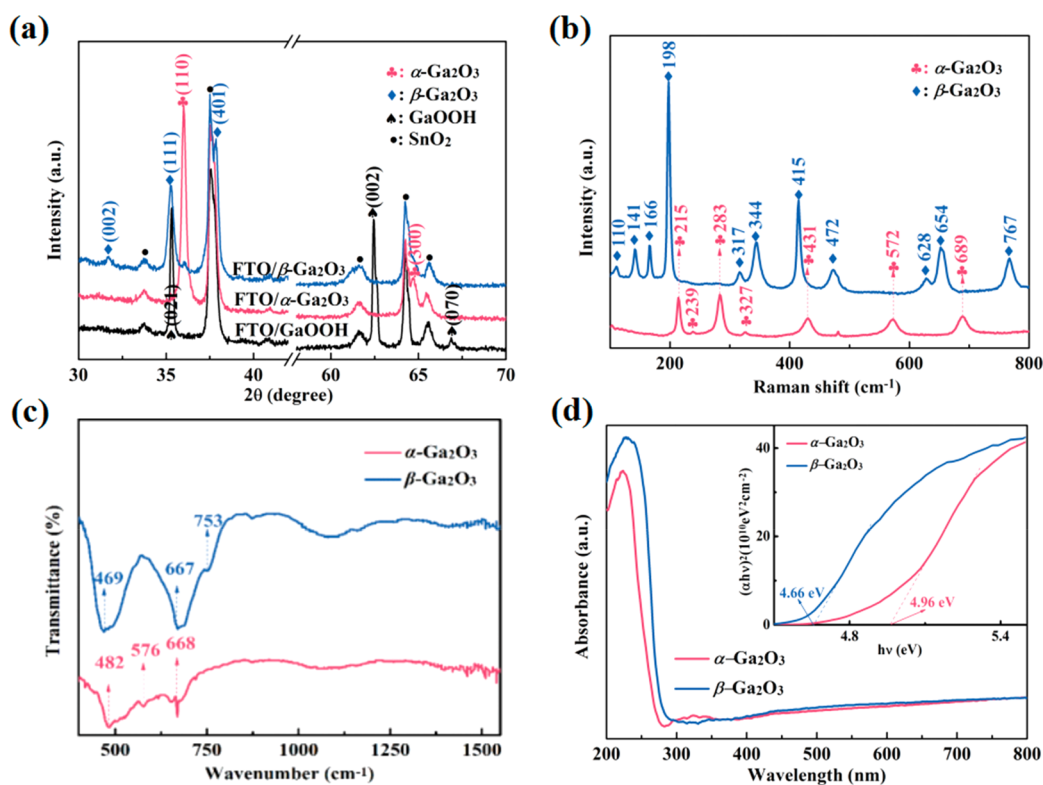 (a)
♣: α-Ga2O3
♦: β-Ga2O3
♠: GaOOH
●: SnO2
(002)
(111)
(110)
(401)
(021)
(002)
(300)
(070)
FTO/β-Ga2O3
FTO/α-Ga2O3
FTO/GaOOH
Intensity (a.u.)
30 35 40 65 70
2θ (degree)
(b)
♣: α-Ga2O3
♦: β-Ga2O3
110
141
166
198
317
344
415
472
628
654
767
215
239
283
327
431
572
689
Intensity (a.u.)
200 400 600 800
Raman shift (cm-1)
(c)
α-Ga2O3
β-Ga2O3
469
667
753
482
576
668
Transmittance (%)
500 750 1000 1250 1500
Wavenumber (cm-1)
(d)
α-Ga2O3
β-Ga2O3
Absorbance (a.u.)
200 300 400 500 600 700 800
Wavelength (nm)
α-Ga2O3
β-Ga2O3
(αhν)2(1010eV2cm-2)
40
20
0
4.66 eV
4.96 eV
4.8 5.4
hν (eV)